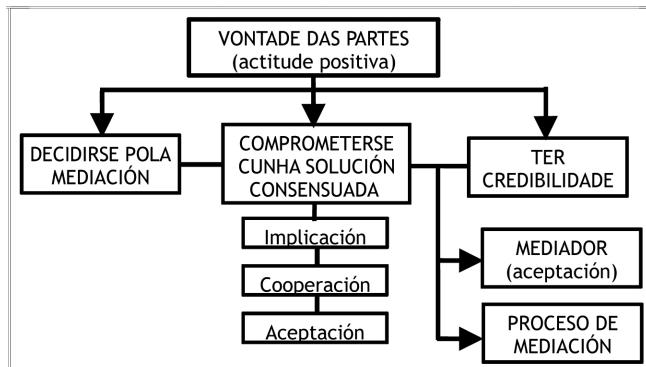 VONTADE DAS PARTES
(actitude positiva)
DECIDIRSE POLA
MEDIACIÓN
COMPROMETERSE
CUNHA SOLUCIÓN
CONSENSUADA
TER
CREDIBILIDADE
Implicación
Cooperación
Aceptación
MEDIADOR
(aceptación)
PROCESO DE
MEDIACIÓN